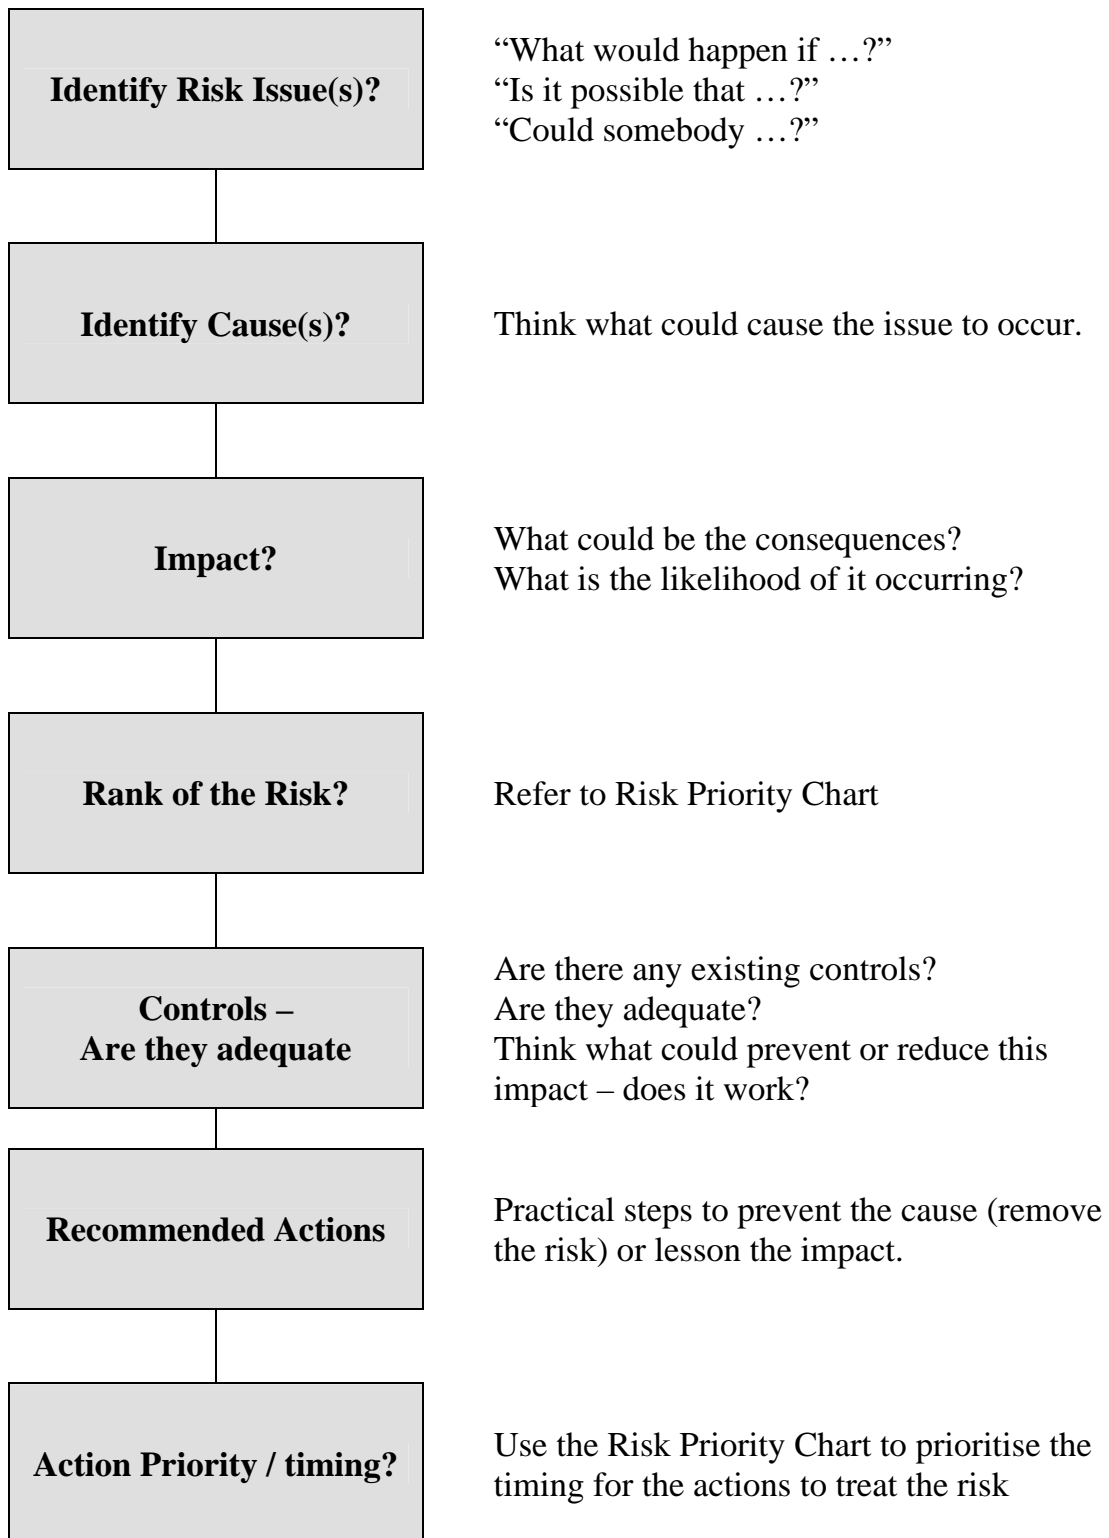 Identify Risk Issue(s)?
“What would happen if …?”
“Is it possible that …?”
“Could somebody …?”
Identify Cause(s)?
Think what could cause the issue to occur.
Impact?
What could be the consequences?
What is the likelihood of it occurring?
Rank of the Risk?
Refer to Risk Priority Chart
Controls –
Are they adequate
Are there any existing controls?
Are they adequate?
Think what could prevent or reduce this
impact – does it work?
Recommended Actions
Practical steps to prevent the cause (remove
the risk) or lesson the impact.
Action Priority / timing?
Use the Risk Priority Chart to prioritise the
timing for the actions to treat the risk